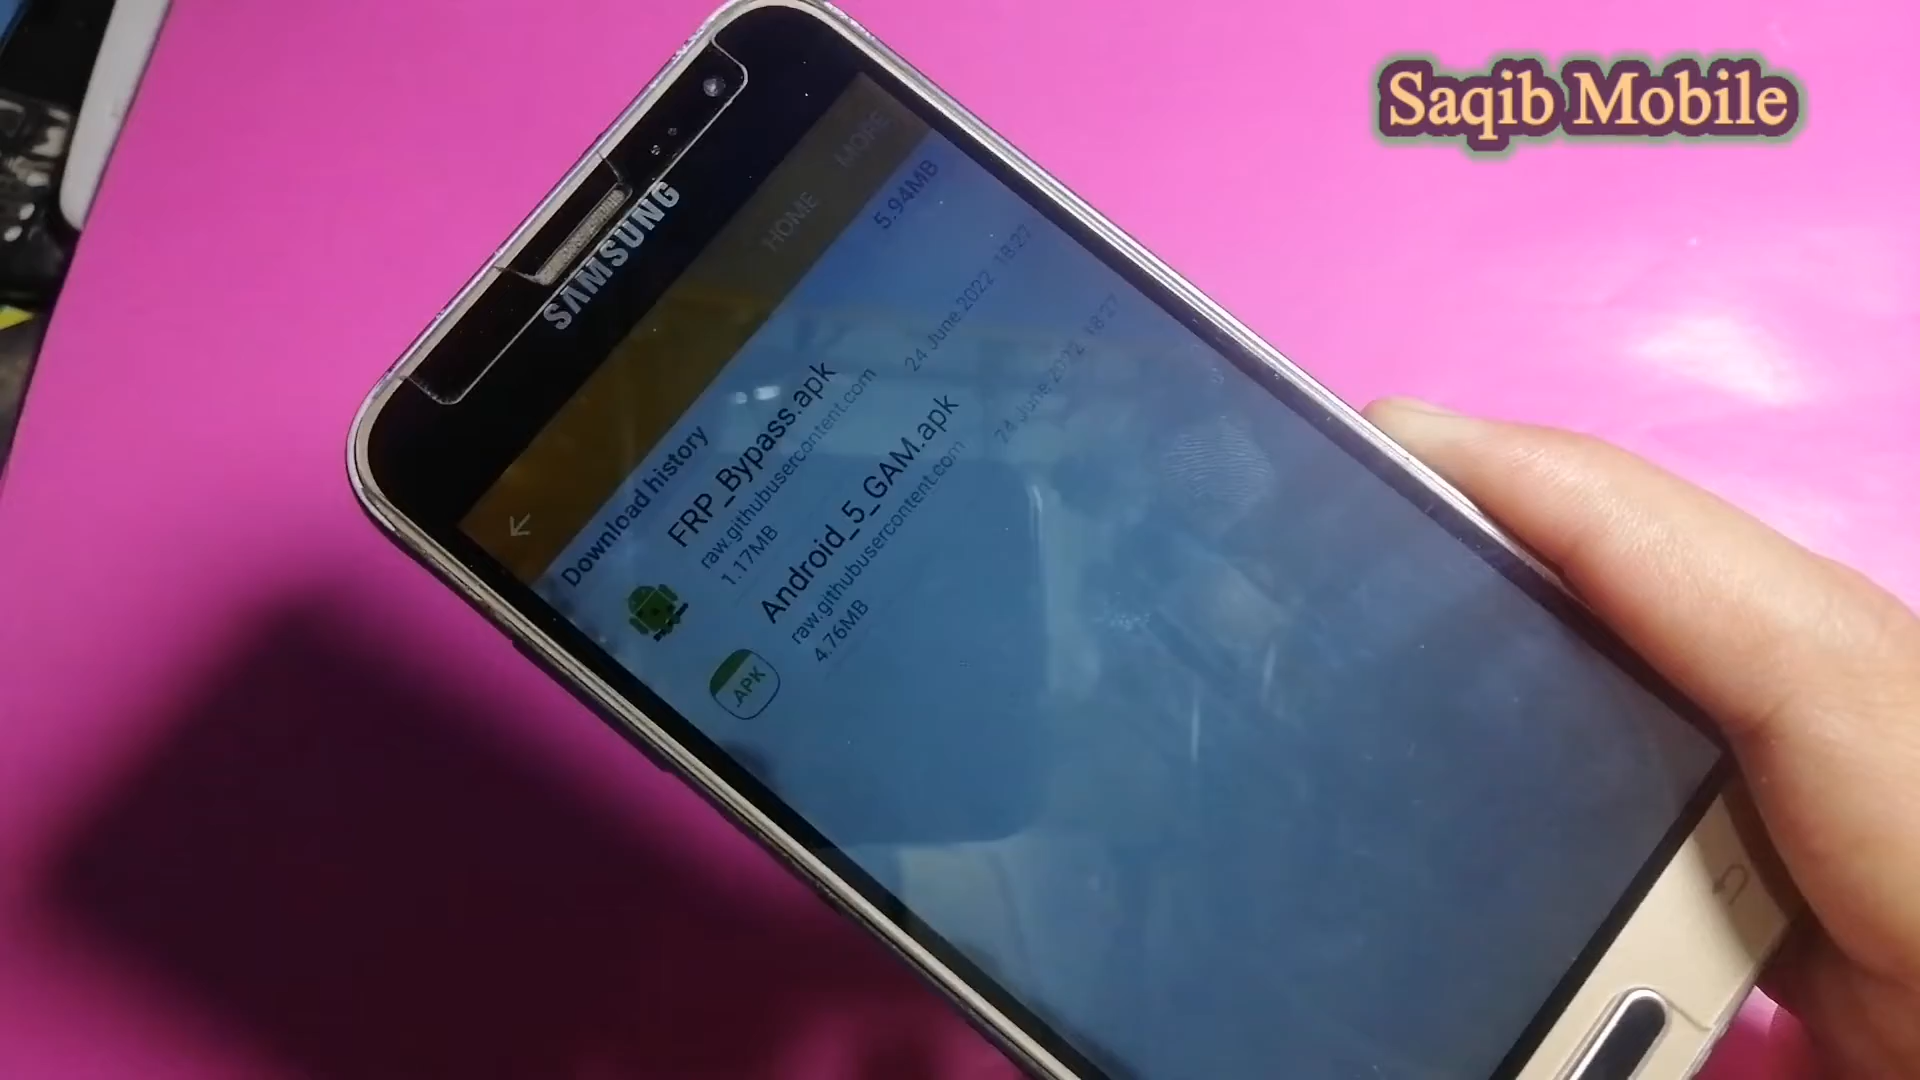 Saqib Mobile
SAMSUNG
HOME
MORE
Download history
5.94MB
FRP_Bypass.apk
raw.githubusercontent.com
1.17MB
24 June 2022 18:27
Android_5_GAM.apk
raw.githubusercontent.com
4.76MB
24 June 2022 18:27
APK